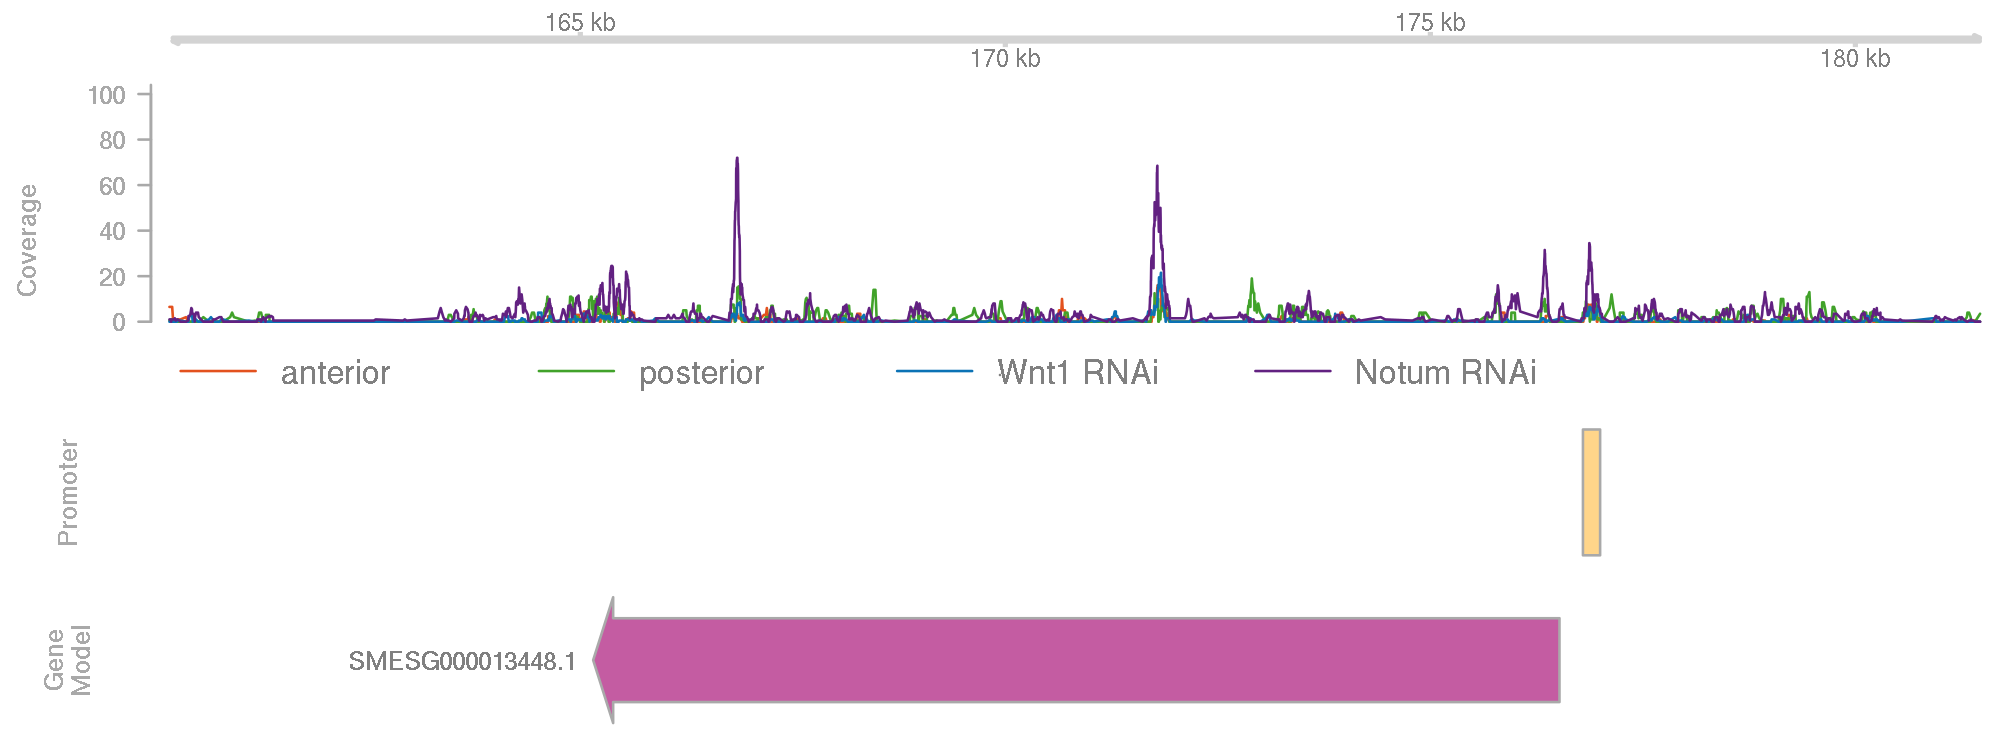 165 kb
175 kb
170 kb
180 kb
100
80
60
40
20
0
Coverage
anterior
posterior
Wnt1 RNAi
Notum RNAi
Promoter
Gene
Model
SMESG000013448.1